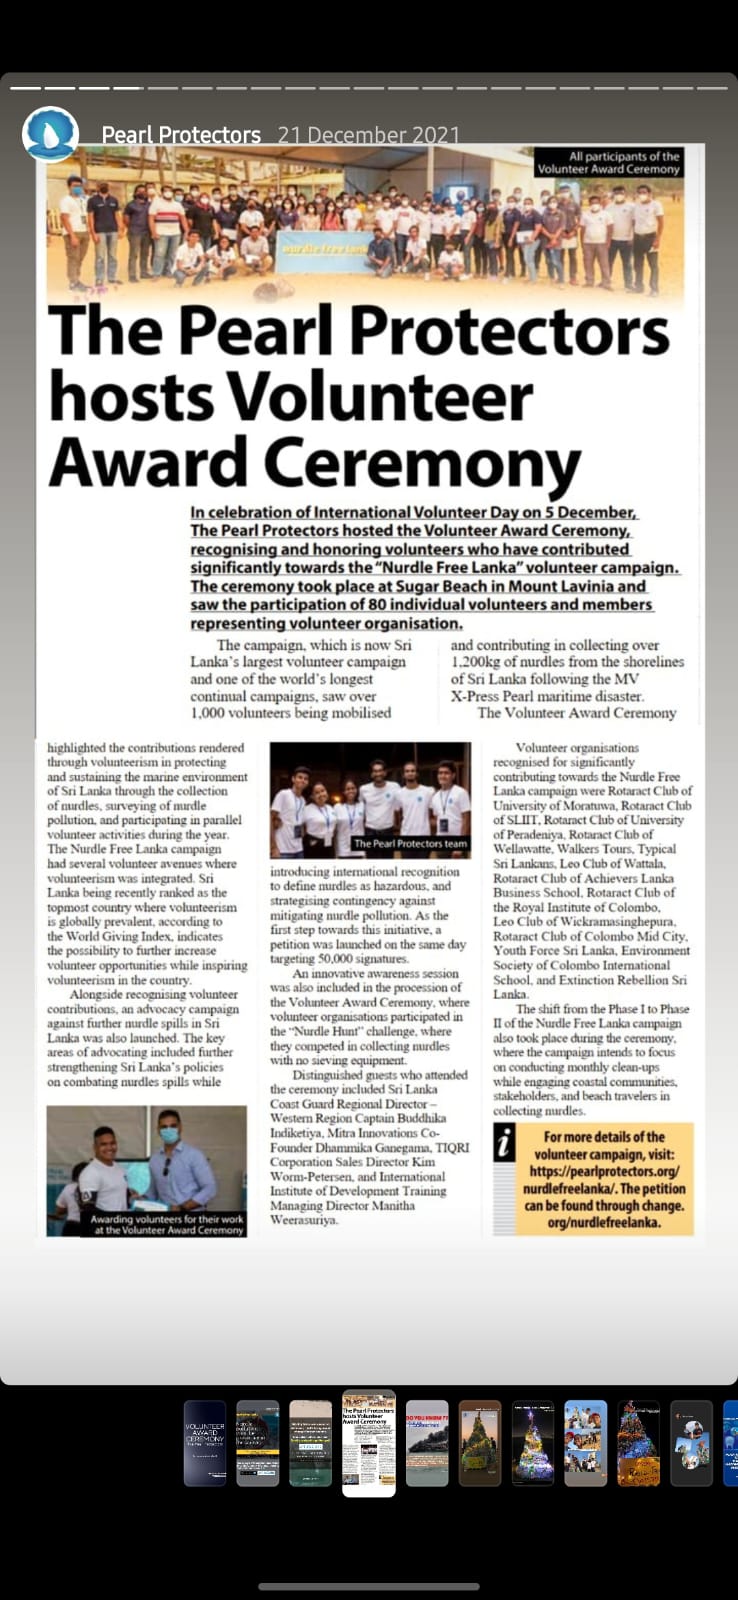 Pearl Protectors 21 December 2021
All participants of the
Volunteer Award Ceremony
nurdle free lanka
The Pearl Protectors
hosts Volunteer
Award Ceremony
In celebration of International Volunteer Day on 5 December,
The Pearl Protectors hosted the Volunteer Award Ceremony,
recognising and honoring volunteers who have contributed
significantly towards the "Nurdle Free Lanka" volunteer campaign.
The ceremony took place at Sugar Beach in Mount Lavinia and
saw the participation of 80 individual volunteers and members
representing volunteer organisation.
The campaign, which is now Sri
Lanka's largest volunteer campaign
and one of the world's longest
continual campaigns, saw over
1,000 volunteers being mobilised
and contributing in collecting over
1,200kg of nurdles from the shorelines
of Sri Lanka following the MV
X-Press Pearl maritime disaster.
The Volunteer Award Ceremony
highlighted the contributions rendered
through volunteerism in protecting
and sustaining the marine environment
of Sri Lanka through the collection
of nurdles, surveying of nurdle
pollution, and participating in parallel
volunteer activities during the year.
The Nurdle Free Lanka campaign
had several volunteer avenues where
volunteerism was integrated. Sri
Lanka being recently ranked as the
topmost country where volunteerism
is globally prevalent, according to
the World Giving Index, indicates
the possibility to further increase
volunteer opportunities while inspiring
volunteerism in the country.
Alongside recognising volunteer
contributions, an advocacy campaign
against further nurdle spills in Sri
Lanka was also launched. The key
areas of advocating included further
strengthening Sri Lanka's policies
on combating nurdles spills while
Awarding volunteers for their work
at the Volunteer Award Ceremony
The Pearl Protectors team
introducing international recognition
to define nurdles as hazardous, and
strategising contingency against
mitigating nurdle pollution. As the
first step towards this initiative, a
petition was launched on the same day
targeting 50,000 signatures.
An innovative awareness session
was also included in the procession of
the Volunteer Award Ceremony, where
volunteer organisations participated in
the "Nurdle Hunt" challenge, where
they competed in collecting nurdles
with no sieving equipment.
Distinguished guests who attended
the ceremony included Sri Lanka
Coast Guard Regional Director –
Western Region Captain Buddhika
Indiketiya, Mitra Innovations Co-
Founder Dhammika Ganegama, TIQRI
Corporation Sales Director Kim
Worm-Petersen, and International
Institute of Development Training
Managing Director Manitha
Weerasuriya.
Volunteer organisations
recognised for significantly
contributing towards the Nurdle Free
Lanka campaign were Rotaract Club of
University of Moratuwa, Rotaract Club
of SLIIT, Rotaract Club of University
of Peradeniya, Rotaract Club of
Wellawatte, Walkers Tours, Typical
Sri Lankans, Leo Club of Wattala,
Rotaract Club of Achievers Lanka
Business School, Rotaract Club of
the Royal Institute of Colombo,
Leo Club of Wickramasinghepura,
Rotaract Club of Colombo Mid City,
Youth Force Sri Lanka, Environment
Society of Colombo International
School, and Extinction Rebellion Sri
Lanka.
The shift from the Phase I to Phase
II of the Nurdle Free Lanka campaign
also took place during the ceremony,
where the campaign intends to focus
on conducting monthly clean-ups
while engaging coastal communities,
stakeholders, and beach travelers in
collecting nurdles.
i
For more details of the
volunteer campaign, visit:
https://pearlprotectors.org/
nurdlefreelanka/. The petition
can be found through change.
org/nurdlefreelanka.
VOLUNTEER
AWARD
CEREMONY
The Pearl Protectors
hosts Volunteer
Award Ceremony